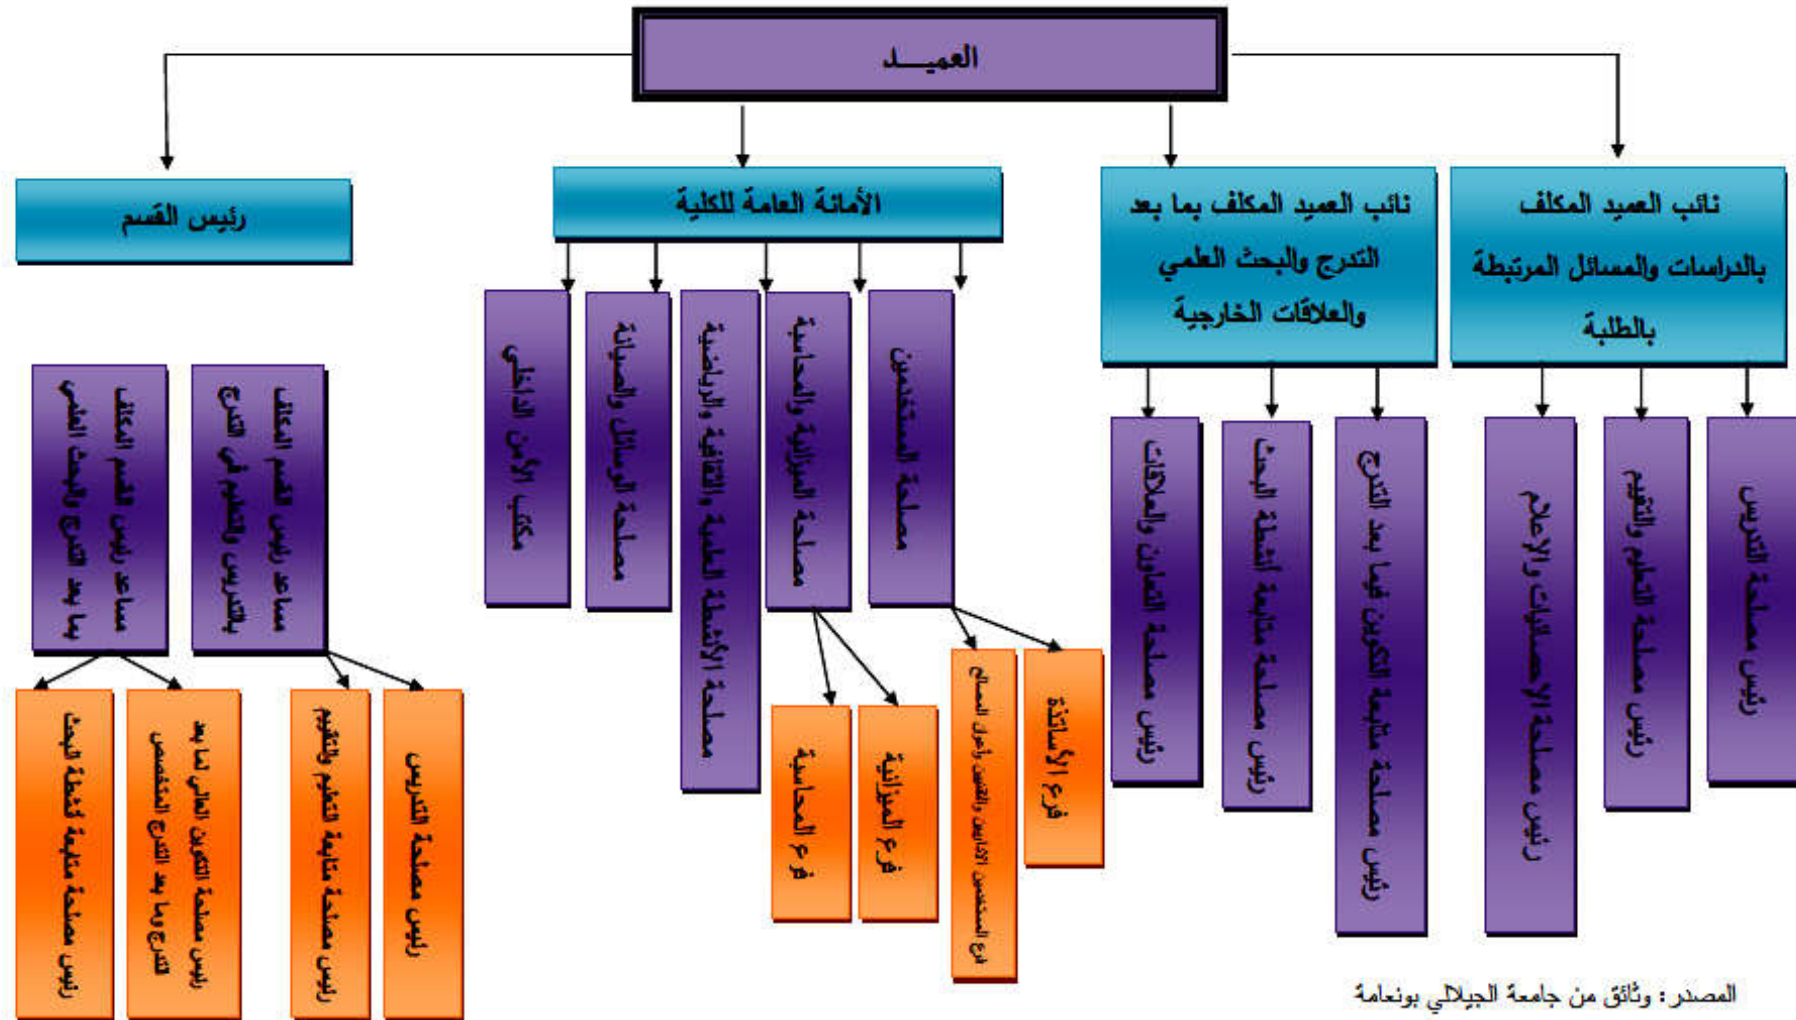 العميـــد
نائب العميد المكلف
بالدراسات والمسائل المرتبطة
بالطلبة
نائب العميد المكلف بما بعد
التدرج والبحث العلمي
والعلاقات الخارجية
الأمانة العامة للكلية
رئيس القسم
رئيس مصلحة التدريس
رئيس مصلحة التعليم والتقييم
رئيس مصلحة الإحصائيات والإعلام
رئيس مصلحة متابعة التكوين فيما بعد التدرج
رئيس مصلحة متابعة أنشطة البحث
رئيس مصلحة التعاون والعلاقات
مصلحة المستخدمين
مصلحة الميزانية والمحاسبة
مصلحة الأنشطة العلمية والثقافية والرياضية
مصلحة الوسائل والصيانة
مكتب الأمن الداخلي
مساعد رئيس القسم المكلف
بالتدريس والتعليم في التدرج
مساعد رئيس القسم المكلف
بما بعد التدرج والبحث العلمي
فرع الأساتذة
فرع المستخدمين الاداريين والتقنيين وأعوان المصالح
فرع الميزانية
فرع المحاسبة
رئيس مصلحة التدريس
رئيس مصلحة متابعة التعليم والتقييم
رئيس مصلحة التكوين العالي لما بعد
التدرج وما بعد التدرج المتخصص
رئيس مصلحة متابعة أنشطة البحث
المصدر: وثائق من جامعة الجيلالي بونعامة